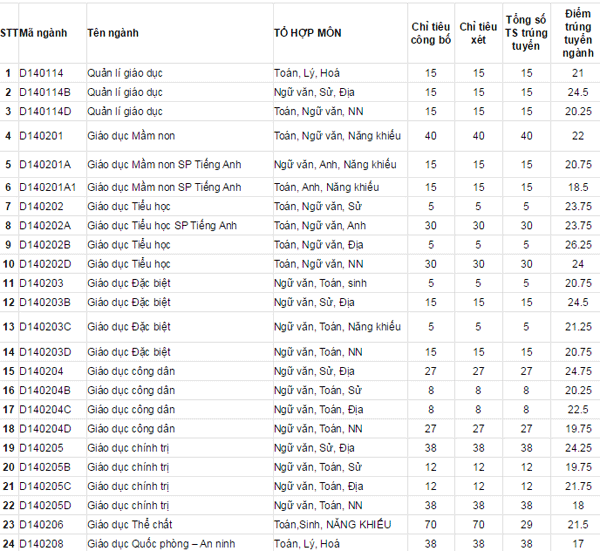 STT Mã ngành Tên ngành TỔ HỢP MÔN Chỉ tiêu công bố Chỉ tiêu xét Tổng số TS trúng tuyển Điểm trúng tuyển ngành
1 D140114 Quản lí giáo dục Toán, Lý, Hoá 15 15 15 21
2 D140114B Quản lí giáo dục Ngữ văn, Sử, Địa 15 15 15 24.5
3 D140114D Quản lí giáo dục Toán, Ngữ văn, NN 15 15 15 20.25
4 D140201 Giáo dục Mầm non Toán, Ngữ văn, Năng khiếu 40 40 40 22
5 D140201A Giáo dục Mầm non SP Tiếng Anh Ngữ văn, Anh, Năng khiếu 15 15 15 20.75
6 D140201A1 Giáo dục Mầm non SP Tiếng Anh Toán, Anh, Năng khiếu 15 15 15 18.5
7 D140202 Giáo dục Tiểu học Toán, Ngữ văn, Sử 5 5 5 23.75
8 D140202A Giáo dục Tiểu học SP Tiếng Anh Toán, Ngữ văn, Anh 30 30 30 23.75
9 D140202B Giáo dục Tiểu học Toán, Ngữ văn, Địa 5 5 5 26.25
10 D140202D Giáo dục Tiểu học Toán, Ngữ văn, NN 30 30 30 24
11 D140203 Giáo dục Đặc biệt Ngữ văn, Toán, sinh 5 5 5 20.75
12 D140203B Giáo dục Đặc biệt Ngữ văn, Sử, Địa 15 15 15 24.5
13 D140203C Giáo dục Đặc biệt Ngữ văn, Toán, Năng khiếu 5 5 5 21.25
14 D140203D Giáo dục Đặc biệt Ngữ văn, Toán, NN 15 15 15 20.75
15 D140204 Giáo dục công dân Ngữ văn, Sử, Địa 27 27 27 24.75
16 D140204B Giáo dục công dân Ngữ văn, Toán, Sử 8 8 8 20.25
17 D140204C Giáo dục công dân Ngữ văn, Toán, Địa 8 8 8 22.5
18 D140204D Giáo dục công dân Ngữ văn, Toán, NN 27 27 27 19.75
19 D140205 Giáo dục chính trị Ngữ văn, Sử, Địa 38 38 38 24.25
20 D140205B Giáo dục chính trị Ngữ văn, Toán, Sử 12 12 12 19.75
21 D140205C Giáo dục chính trị Ngữ văn, Toán, Địa 12 12 12 21.75
22 D140205D Giáo dục chính trị Ngữ văn, Toán, NN 38 38 38 18
23 D140206 Giáo dục Thể chất Toán,Sinh, NĂNG KHIẾU 70 70 29 21.5
24 D140208 Giáo dục Quốc phòng – An ninh Toán, Lý, Hoá 38 38 38 17